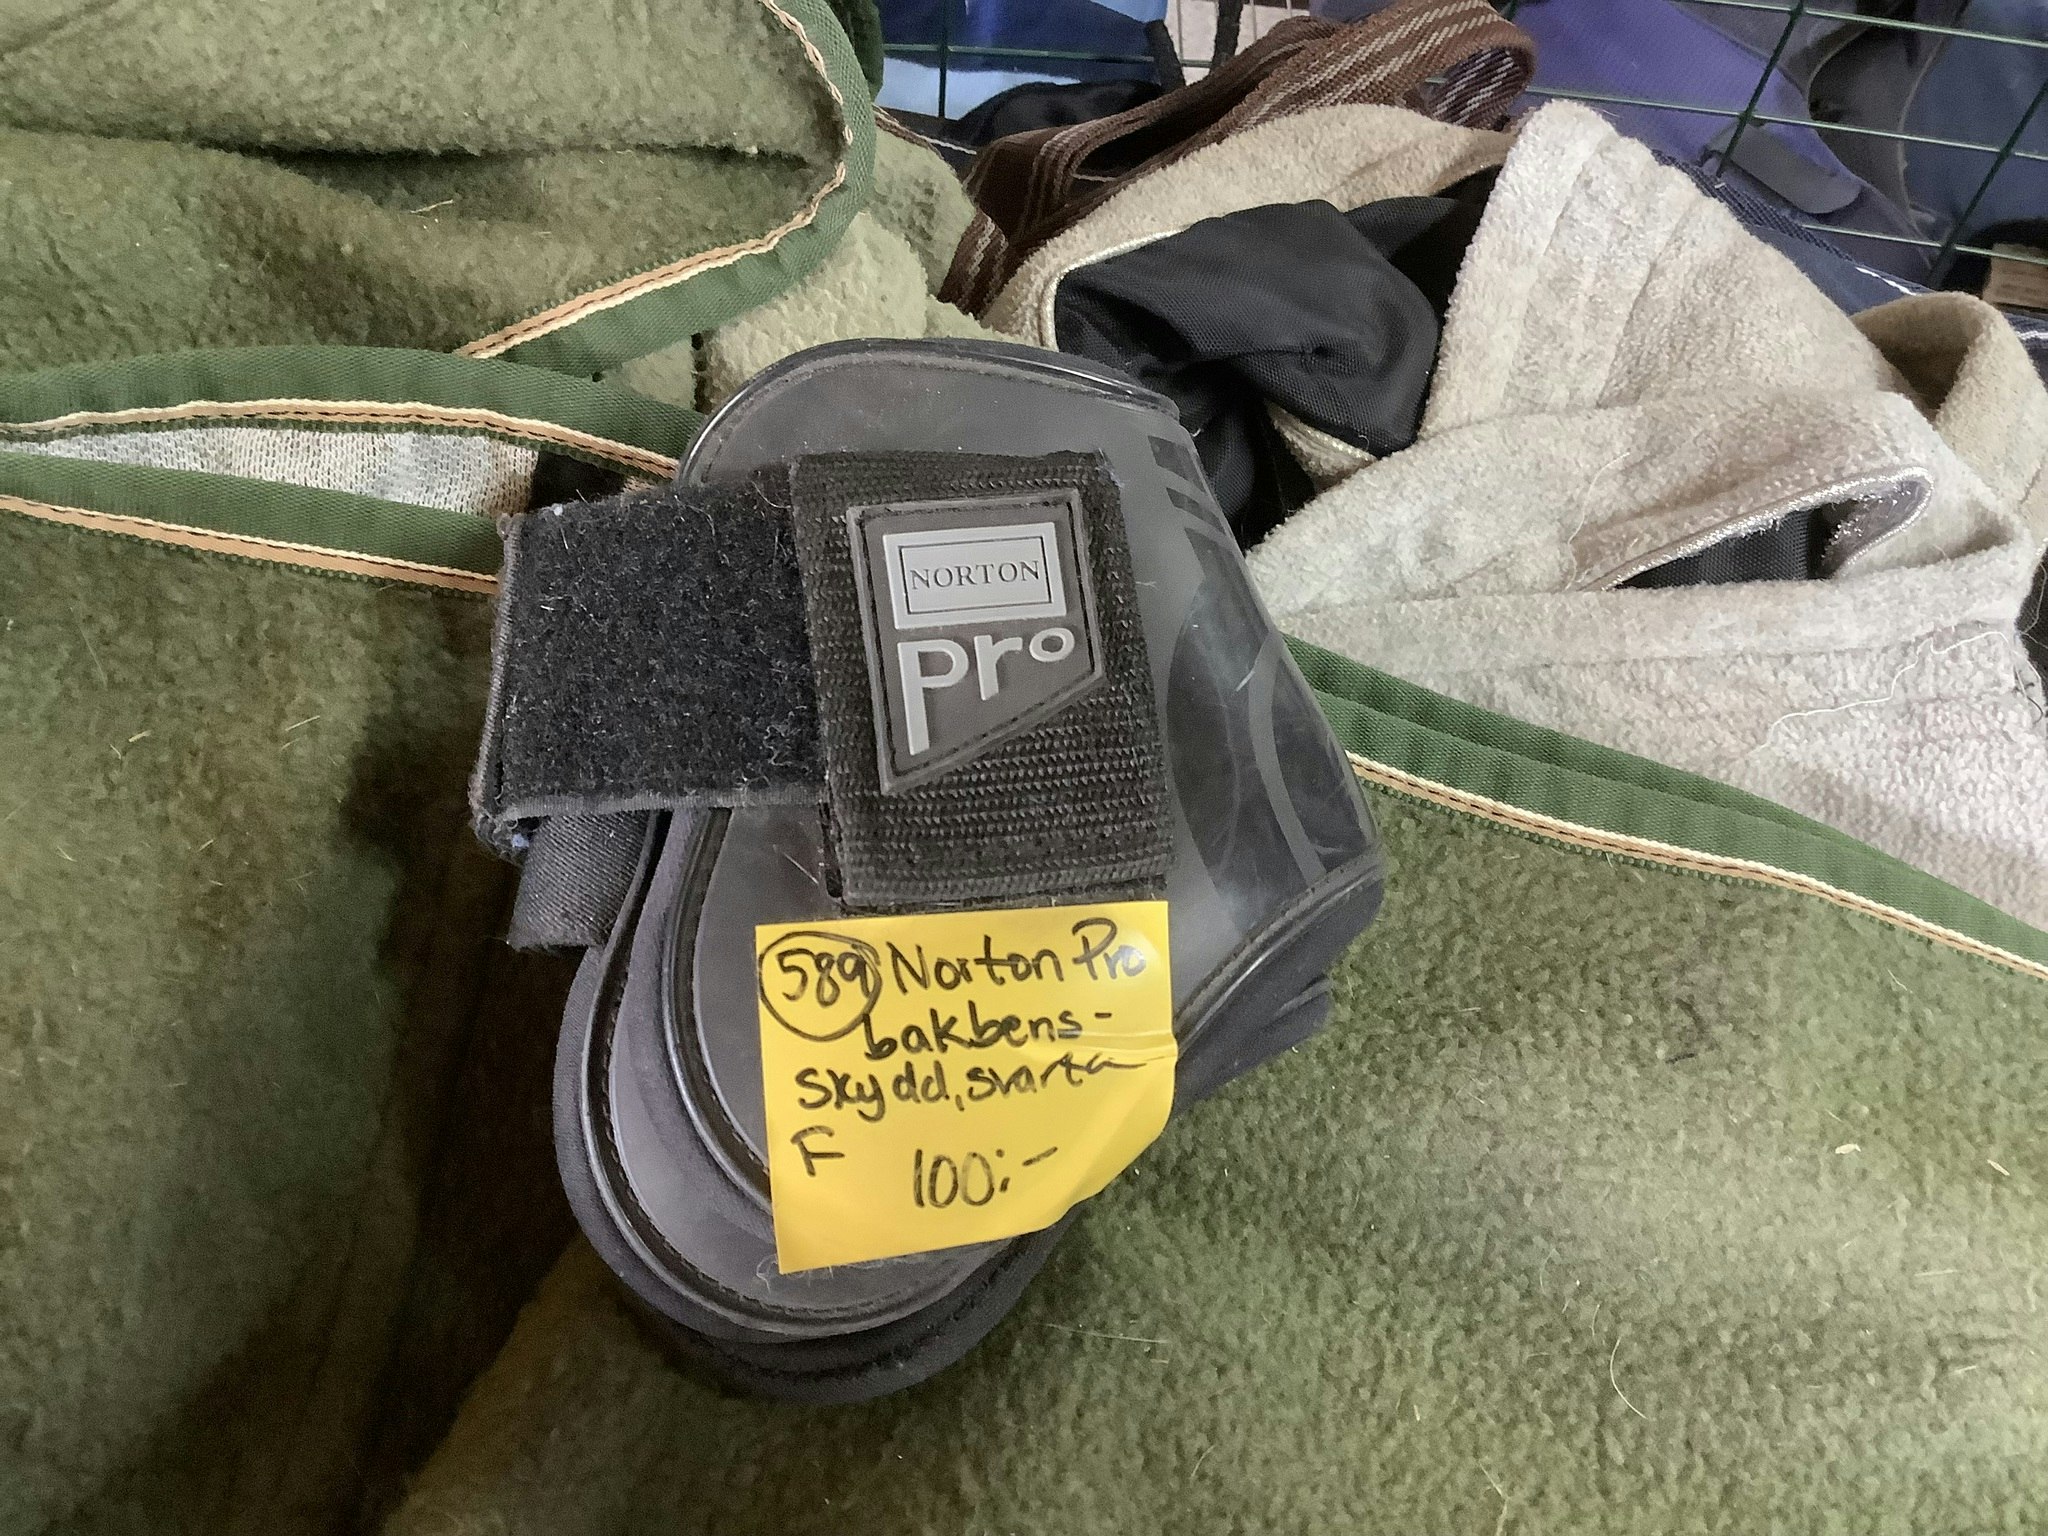 NORTON
pro
589 Norton Pro
bakbens-
skydd, svarta
F 100:-